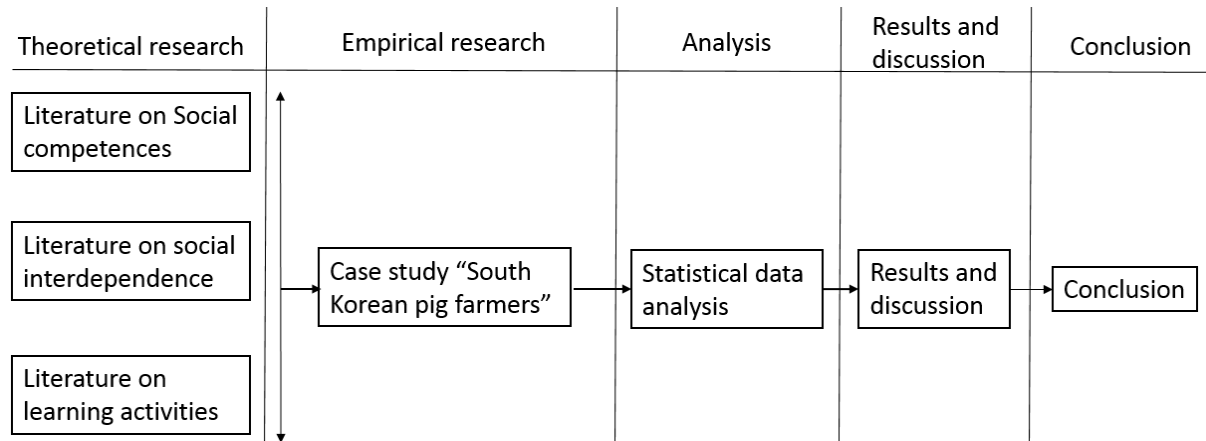 Theoretical research
Empirical research
Analysis
Results and
discussion
Conclusion
Literature on Social
competences
Literature on social
interdependence
Literature on
learning activities
Case study “South
Korean pig farmers”
Statistical data
analysis
Results and
discussion
Conclusion